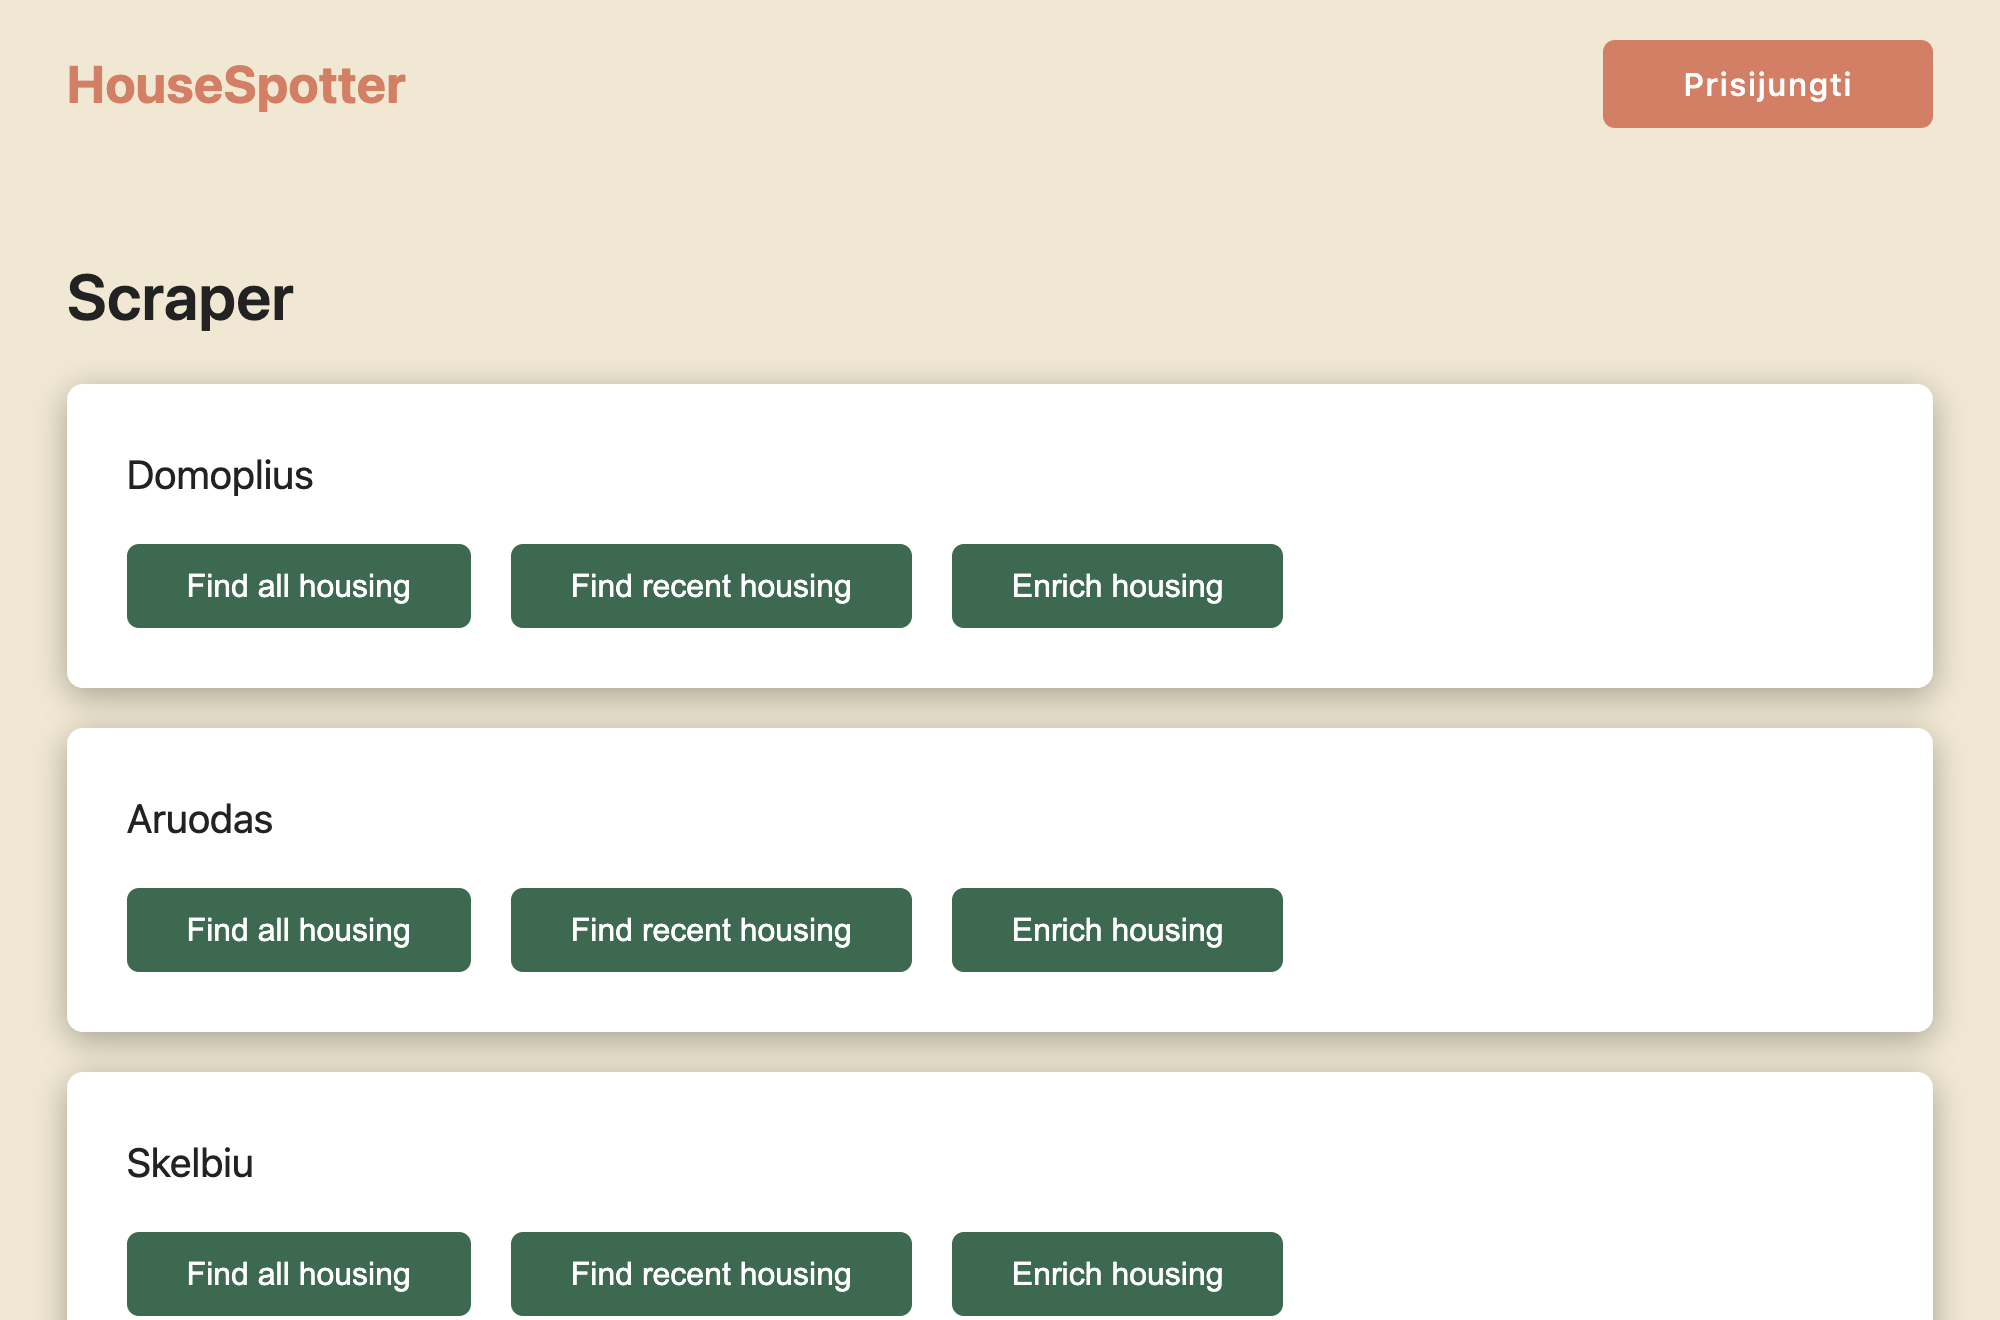 HouseSpotter
Prisijungti
Scraper
Domoplius
Find all housing
Find recent housing
Enrich housing
Aruodas
Find all housing
Find recent housing
Enrich housing
Skelbiu
Find all housing
Find recent housing
Enrich housing